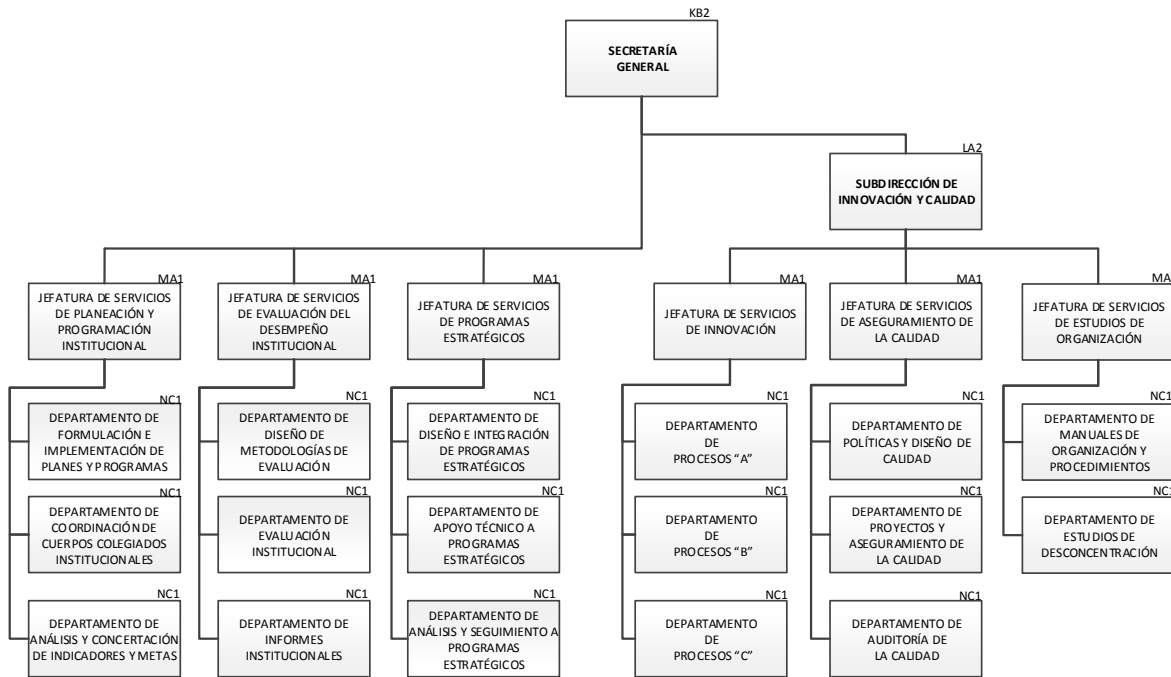 KB2
SECRETARÍA
GENERAL
LA2
SUBDIRECCIÓN DE
INNOVACIÓN Y CALIDAD
MA1
JEFATURA DE SERVICIOS
DE PLANEACIÓN Y
PROGRAMACIÓN
INSTITUCIONAL
MA1
JEFATURA DE SERVICIOS
DE EVALUACIÓN DEL
DESEMPEÑO
INSTITUCIONAL
MA1
JEFATURA DE SERVICIOS
DE PROGRAMAS
ESTRATÉGICOS
MA1
JEFATURA DE SERVICIOS
DE INNOVACIÓN
MA1
JEFATURA DE SERVICIOS
DE ASEGURAMIENTO DE
LA CALIDAD
MA
JEFATURA DE SERVICIOS
DE ESTUDIOS DE
ORGANIZACIÓN
NC1
DEPARTAMENTO DE
FORMULACIÓN E
IMPLEMENTACIÓN DE
PLANES Y PROGRAMAS
NC1
DEPARTAMENTO DE
DISEÑO DE
METODOLOGÍAS DE
EVALUACIÓN
NC1
DEPARTAMENTO DE
DISEÑO E INTEGRACIÓN
DE PROGRAMAS
ESTRATÉGICOS
NC1
DEPARTAMENTO
DE
PROCESOS “A”
NC1
DEPARTAMENTO DE
POLÍTICAS Y DISEÑO DE
CALIDAD
NC1
DEPARTAMENTO DE
MANUALES DE
ORGANIZACIÓN Y
PROCEDIMIENTOS
NC1
DEPARTAMENTO DE
COORDINACIÓN DE
CUERPOS COLEGIADOS
INSTITUCIONALES
NC1
DEPARTAMENTO DE
EVALUACIÓN
INSTITUCIONAL
NC1
DEPARTAMENTO DE
APOYO TÉCNICO A
PROGRAMAS
ESTRATÉGICOS
NC1
DEPARTAMENTO
DE
PROCESOS “B”
NC1
DEPARTAMENTO DE
PROYECTOS Y
ASEGURAMIENTO DE
LA CALIDAD
NC1
DEPARTAMENTO DE
ESTUDIOS DE
DESCONCENTRACIÓN
NC1
DEPARTAMENTO DE
ANÁLISIS Y CONCERTACIÓN
DE INDICADORES Y METAS
NC1
DEPARTAMENTO DE
INFORMES
INSTITUCIONALES
NC1
DEPARTAMENTO DE
ANÁLISIS Y SEGUIMIENTO A
PROGRAMAS
ESTRATÉGICOS
NC1
DEPARTAMENTO
DE
PROCESOS “C”
NC1
DEPARTAMENTO DE
AUDITORÍA DE
LA CALIDAD